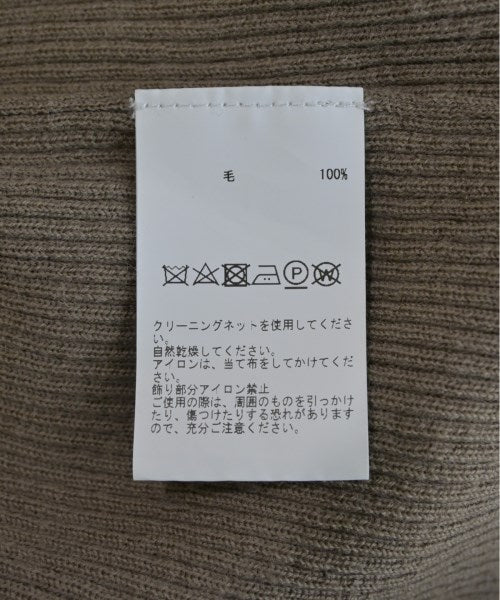 毛 100%
P W
クリーニングネットを使用してくださ
い。
自然乾燥してください。
アイロンは、当て布をしてかけてくだ
さい。
飾り部分アイロン禁止
ご使用の際は、周囲のものを引っかけ
たり、傷つけたりする恐れがあります
ので、充分ご注意ください。